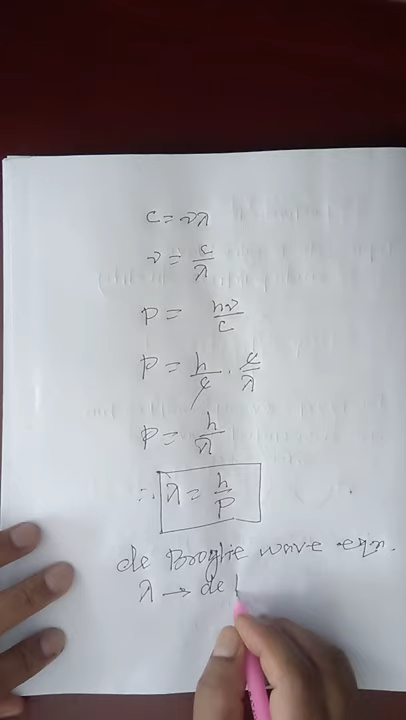 c = νλ
ν = c/λ
p = hν/c
p = h/c · c/λ
p = h/λ
∴ λ = h/p
de Broglie wave eqn.
λ → de